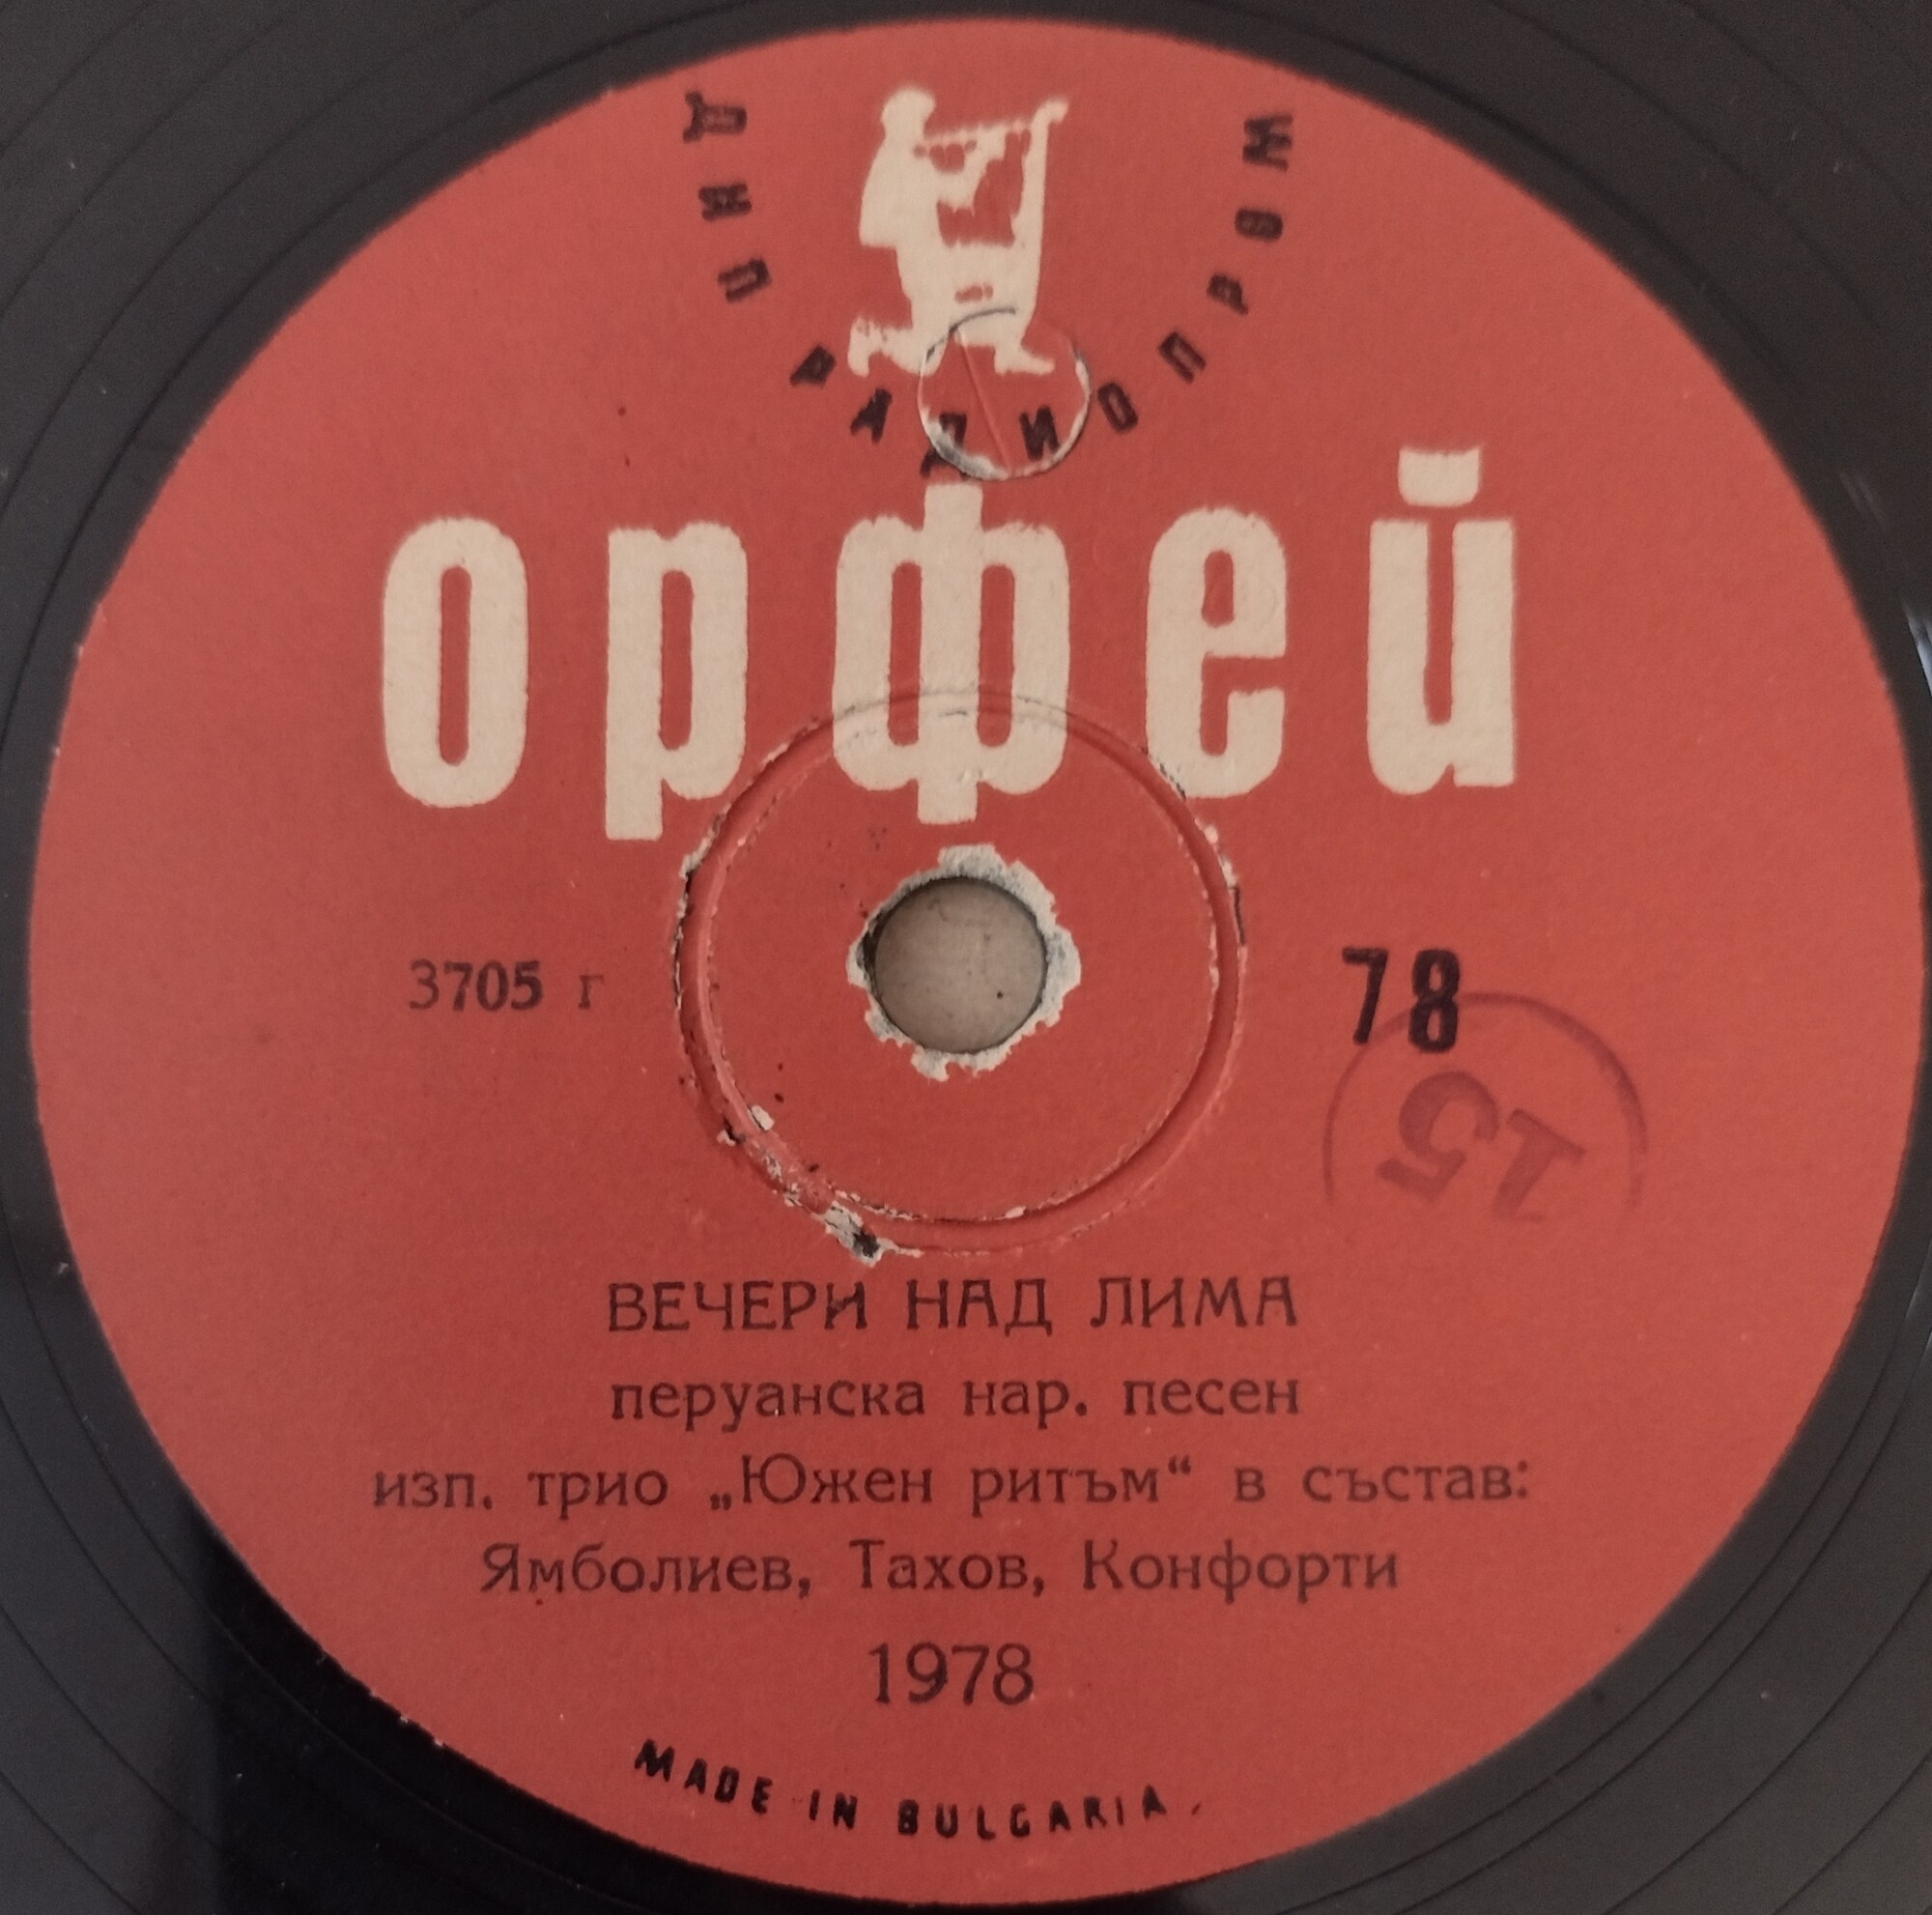 ДИП РАДИОПРОМ
орфей
3705 г
78
15
ВЕЧЕРИ НАД ЛИМА
перуанска нар. песен
изп. трио „Южен ритъм“ в състав:
Ямболиев, Тахов, Конфорти
1978
MADE IN BULGARIA.